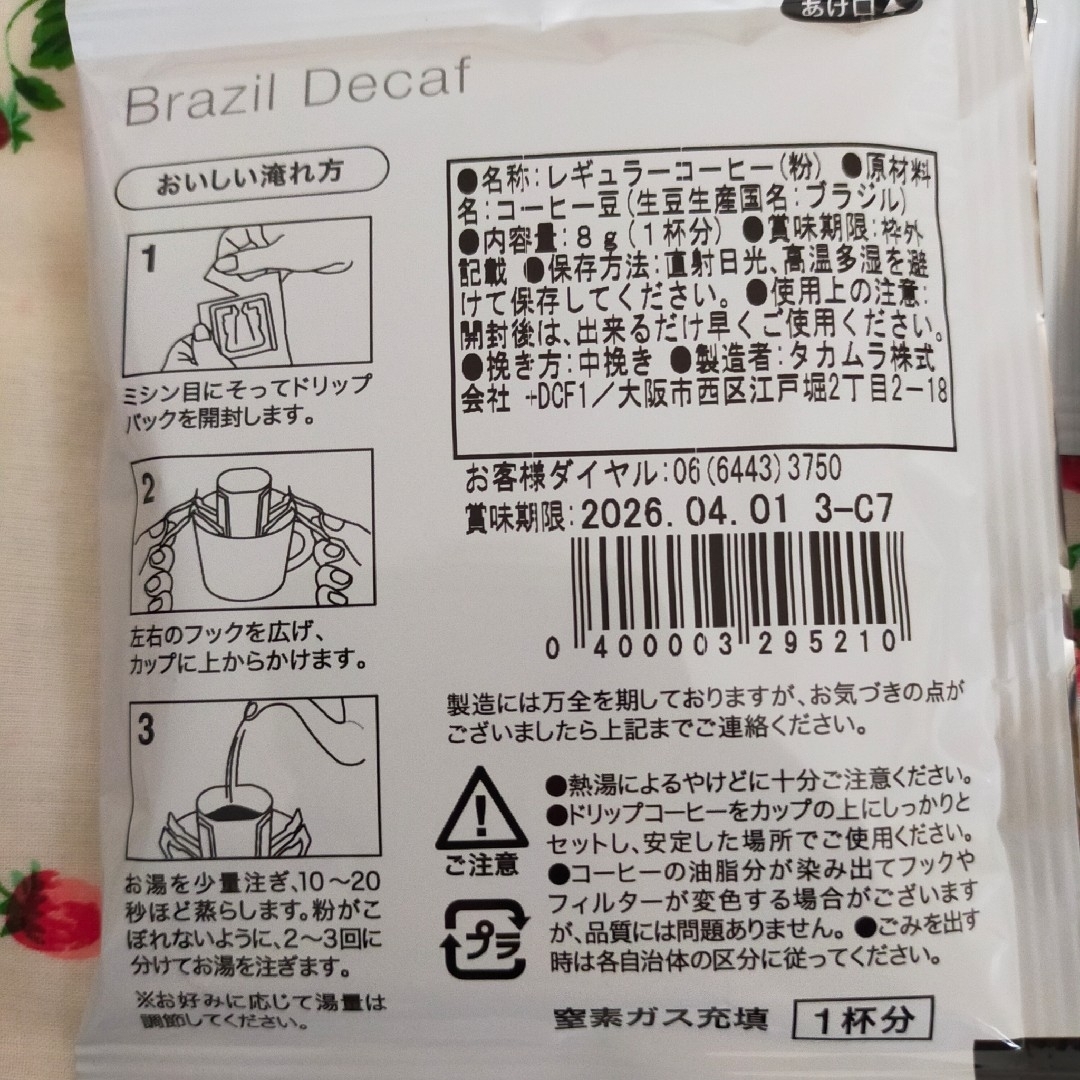 あけ口
Brazil Decaf
おいしい淹れ方
1
ミシン目にそってドリップ
パックを開封します。
2
左右のフックを広げ、
カップに上からかけます。
3
お湯を少量注ぎ、10～20
秒ほど蒸らします。粉がこ
ぼれないように、2～3回に
分けてお湯を注ぎます。
※お好みに応じて湯量は
調節してください。
●名称:レギュラーコーヒー(粉) ●原材料
名:コーヒー豆(生豆生産国名:ブラジル)
●内容量:8g(1杯分) ●賞味期限:枠外
記載 ●保存方法:直射日光、高温多湿を避
けて保存してください。●使用上の注意:
開封後は、出来るだけ早くご使用ください。
●挽き方:中挽き ●製造者:タカムラ株式
会社 +DCF1/大阪市西区江戸堀2丁目2-18
お客様ダイヤル:06(6443)3750
賞味期限:2026.04.01 3-C7
0 400003 295210
製造には万全を期しておりますが、お気づきの点が
ございましたら上記までご連絡ください。
ご注意
プラ
●熱湯によるやけどに十分ご注意ください。
●ドリップコーヒーをカップの上にしっかりと
セットし、安定した場所でご使用ください。
●コーヒーの油脂分が染み出てフックや
フィルターが変色する場合がございます
が、品質には問題ありません。●ごみを出す
時は各自治体の区分に従ってください。
窒素ガス充填 1杯分